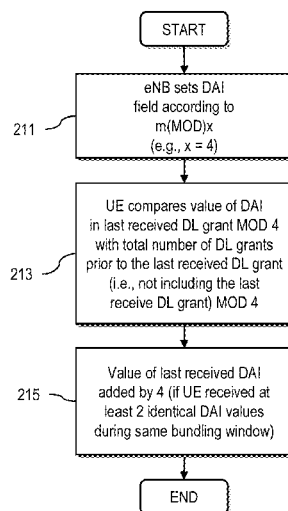 START
211
eNB sets DAI
field according to
m(MOD)x
(e.g., x = 4)
213
UE compares value of DAI
in last received DL grant MOD 4
with total number of DL grants
prior to the last received DL grant
(i.e., not including the last
receive DL grant) MOD 4
215
Value of last received DAI
added by 4 (if UE received at
least 2 identical DAI values
during same bundling window)
END